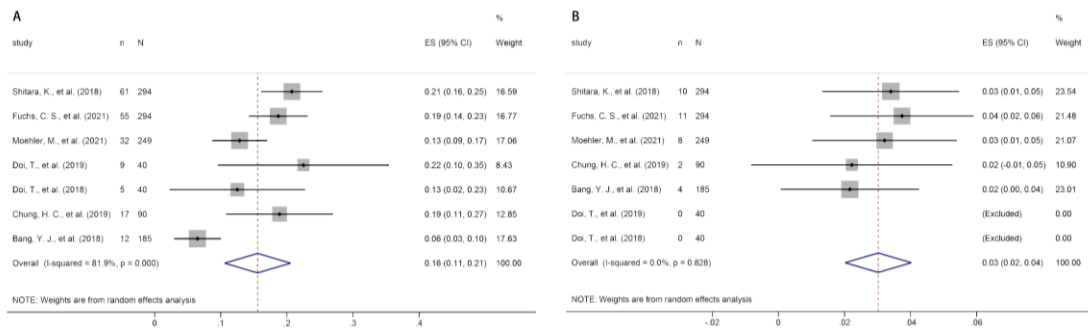 A
%
study n N ES (95% CI) Weight
Shitara, K., et al. (2018) 61 294 0.21 (0.16, 0.25) 16.59
Fuchs, C. S., et al. (2021) 55 294 0.19 (0.14, 0.23) 16.77
Moehler, M., et al. (2021) 32 249 0.13 (0.09, 0.17) 17.06
Doi, T., et al. (2019) 9 40 0.22 (0.10, 0.35) 8.43
Doi, T., et al. (2018) 5 40 0.13 (0.02, 0.23) 10.67
Chung, H. C., et al. (2019) 17 90 0.19 (0.11, 0.27) 12.85
Bang, Y. J., et al. (2018) 12 185 0.06 (0.03, 0.10) 17.63
Overall (I-squared = 81.9%, p = 0.000) 0.16 (0.11, 0.21) 100.00
NOTE: Weights are from random effects analysis
0 .1 .2 .3 .4
B
%
study n N ES (95% CI) Weight
Shitara, K., et al. (2018) 10 294 0.03 (0.01, 0.05) 23.54
Fuchs, C. S., et al. (2021) 11 294 0.04 (0.02, 0.06) 21.48
Moehler, M., et al. (2021) 8 249 0.03 (0.01, 0.05) 21.07
Chung, H. C., et al. (2019) 2 90 0.02 (-0.01, 0.05) 10.90
Bang, Y. J., et al. (2018) 4 185 0.02 (0.00, 0.04) 23.01
Doi, T., et al. (2019) 0 40 (Excluded) 0.00
Doi, T., et al. (2018) 0 40 (Excluded) 0.00
Overall (I-squared = 0.0%, p = 0.828) 0.03 (0.02, 0.04) 100.00
NOTE: Weights are from random effects analysis
-.02 0 .02 .04 .06